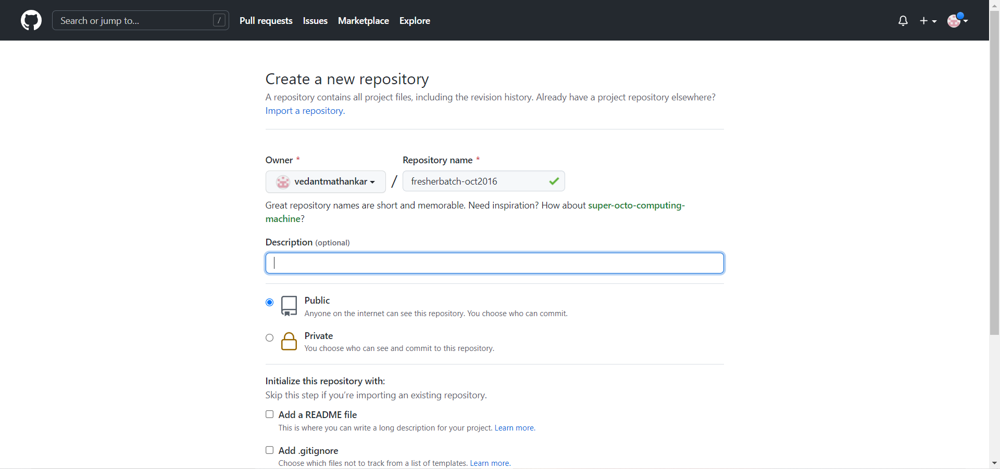 Search or jump to... /
Pull requests Issues Marketplace Explore
Create a new repository
A repository contains all project files, including the revision history. Already have a project repository elsewhere?
Import a repository.
Owner * Repository name *
vedantmathankar / fresherbatch-oct2016
Great repository names are short and memorable. Need inspiration? How about super-octo-computing-
machine?
Description (optional)
Public
Anyone on the internet can see this repository. You choose who can commit.
Private
You choose who can see and commit to this repository.
Initialize this repository with:
Skip this step if you’re importing an existing repository.
Add a README file
This is where you can write a long description for your project. Learn more.
Add .gitignore
Choose which files not to track from a list of templates. Learn more.